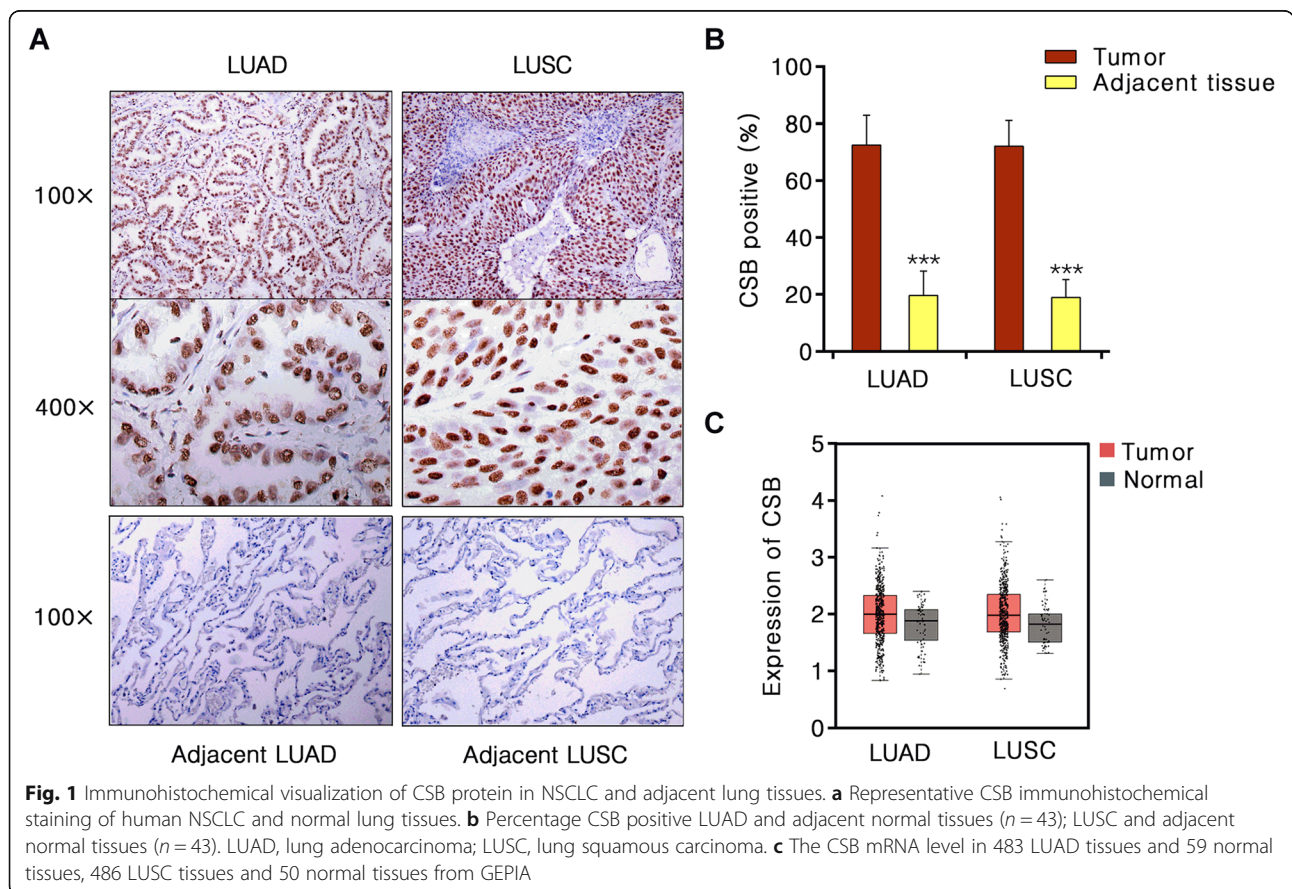 A
LUAD
LUSC
100×
400×
100×
Adjacent LUAD
Adjacent LUSC
B
Tumor
Adjacent tissue
CSB positive (%)
100
80
60
40
20
0
***
***
LUAD
LUSC
C
Tumor
Normal
Expression of CSB
5
4
3
2
1
0
LUAD
LUSC
Fig. 1 Immunohistochemical visualization of CSB protein in NSCLC and adjacent lung tissues. a Representative CSB immunohistochemical
staining of human NSCLC and normal lung tissues. b Percentage CSB positive LUAD and adjacent normal tissues (n = 43); LUSC and adjacent
normal tissues (n = 43). LUAD, lung adenocarcinoma; LUSC, lung squamous carcinoma. c The CSB mRNA level in 483 LUAD tissues and 59 normal
tissues, 486 LUSC tissues and 50 normal tissues from GEPIA